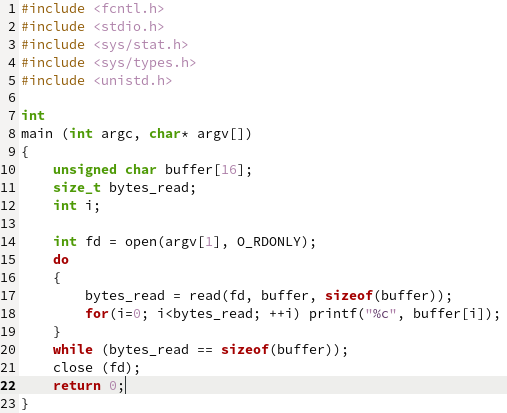 1 #include <fcntl.h>
2 #include <stdio.h>
3 #include <sys/stat.h>
4 #include <sys/types.h>
5 #include <unistd.h>
6
7 int
8 main (int argc, char* argv[])
9 {
10     unsigned char buffer[16];
11     size_t bytes_read;
12     int i;
13
14     int fd = open(argv[1], O_RDONLY);
15     do
16     {
17         bytes_read = read(fd, buffer, sizeof(buffer));
18         for(i=0; i<bytes_read; ++i) printf("%c", buffer[i]);
19     }
20     while (bytes_read == sizeof(buffer));
21     close (fd);
22     return 0;
23 }